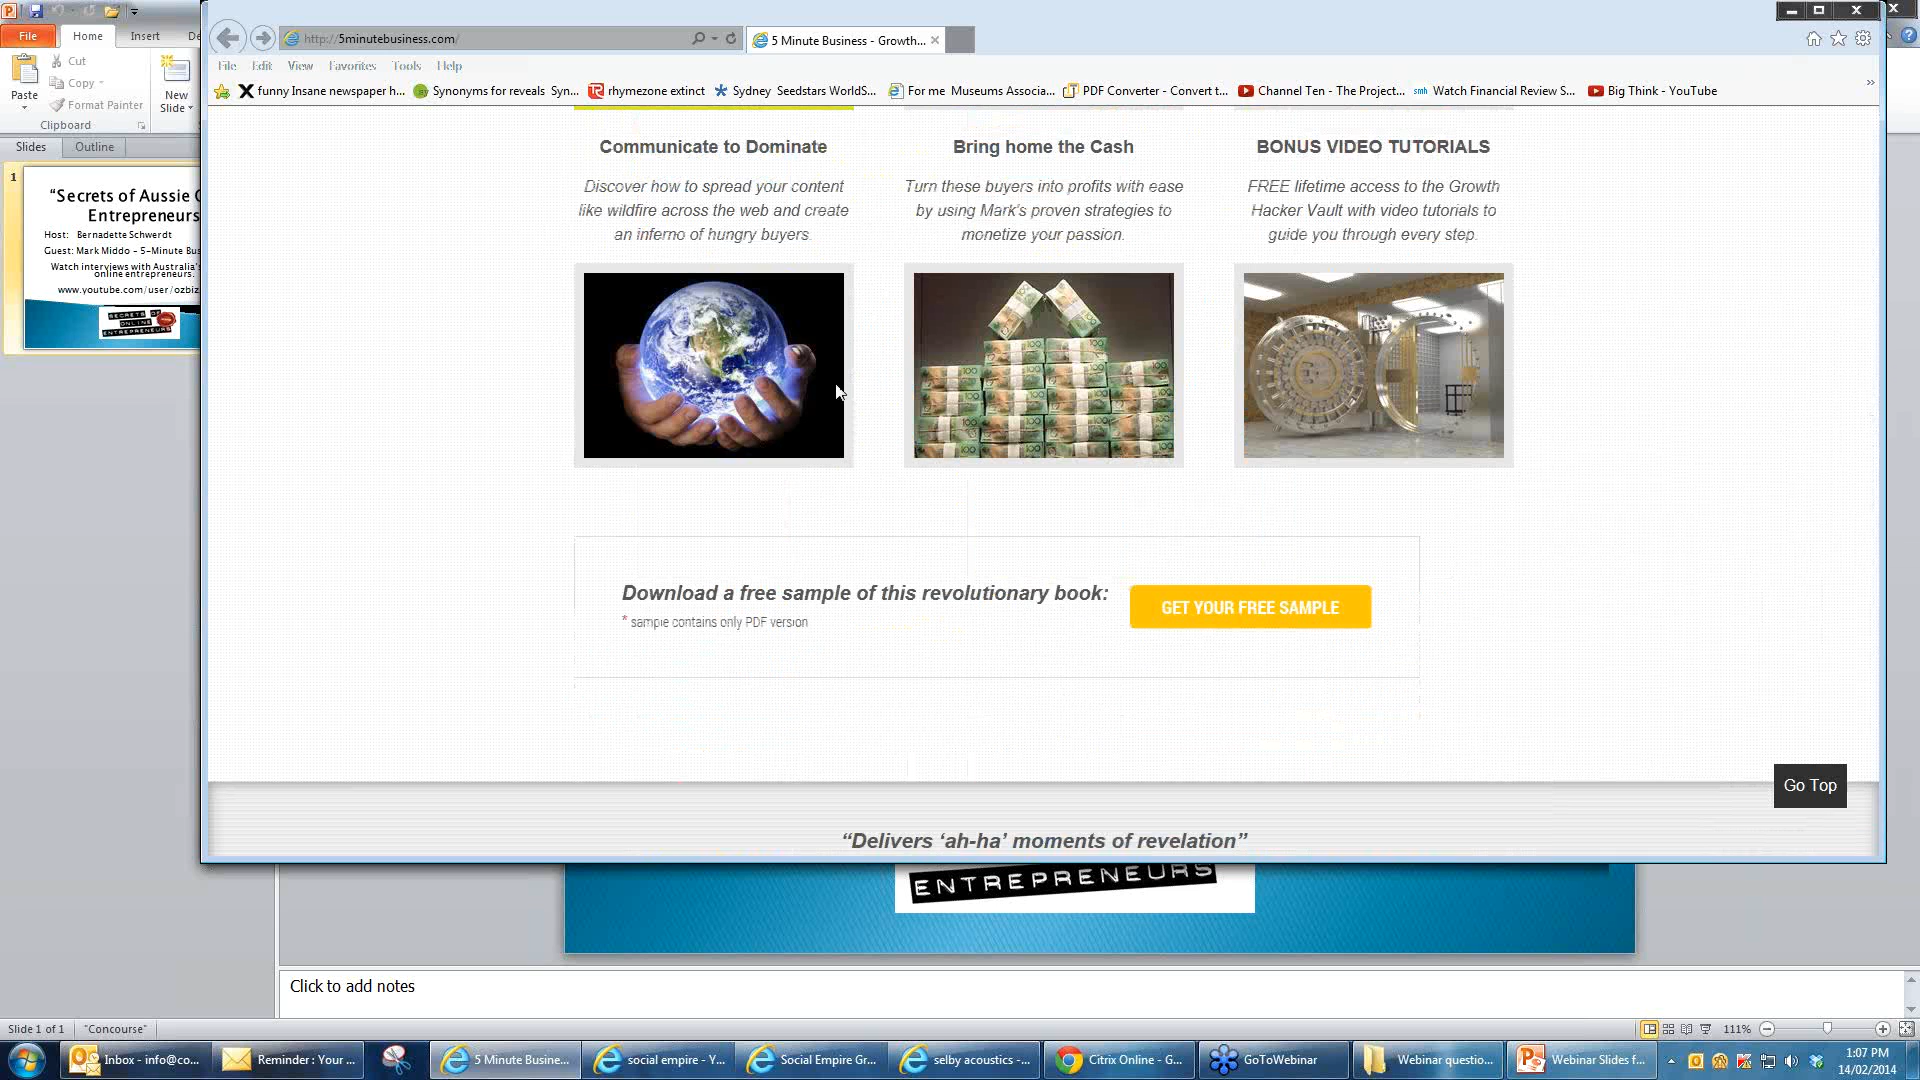 File
Home
Insert
http://5minutebusiness.com/
5 Minute Business - Growth...
File Edit View Favorites Tools Help
funny Insane newspaper h...
Synonyms for reveals Syn...
rhymezone extinct
Sydney Seedstars WorldS...
For me Museums Associa...
PDF Converter - Convert t...
Channel Ten - The Project...
smh Watch Financial Review S...
Big Think - YouTube
Paste
Cut
Copy
Format Painter
New
Slide
Clipboard
Slides
Outline
1
“Secrets of Aussie
Entrepreneurs
Host: Bernadette Schwerdt
Guest: Mark Middo - 5-Minute Bus
Watch interviews with Australia's
online entrepreneurs.
www.youtube.com/user/ozbiz
SECRETS OF
ONLINE
ENTREPRENEURS
Communicate to Dominate
Discover how to spread your content
like wildfire across the web and create
an inferno of hungry buyers.
Bring home the Cash
Turn these buyers into profits with ease
by using Mark's proven strategies to
monetize your passion.
BONUS VIDEO TUTORIALS
FREE lifetime access to the Growth
Hacker Vault with video tutorials to
guide you through every step.
Download a free sample of this revolutionary book:
* sample contains only PDF version
GET YOUR FREE SAMPLE
Go Top
“Delivers ‘ah-ha’ moments of revelation”
ENTREPRENEURS
Click to add notes
Slide 1 of 1
"Concourse"
111%
Inbox - info@co...
Reminder: Your ...
5 Minute Busine...
social empire - Y...
Social Empire Gr...
selby acoustics -...
Citrix Online - G...
GoToWebinar
Webinar questio...
Webinar Slides f...
1:07 PM
14/02/2014